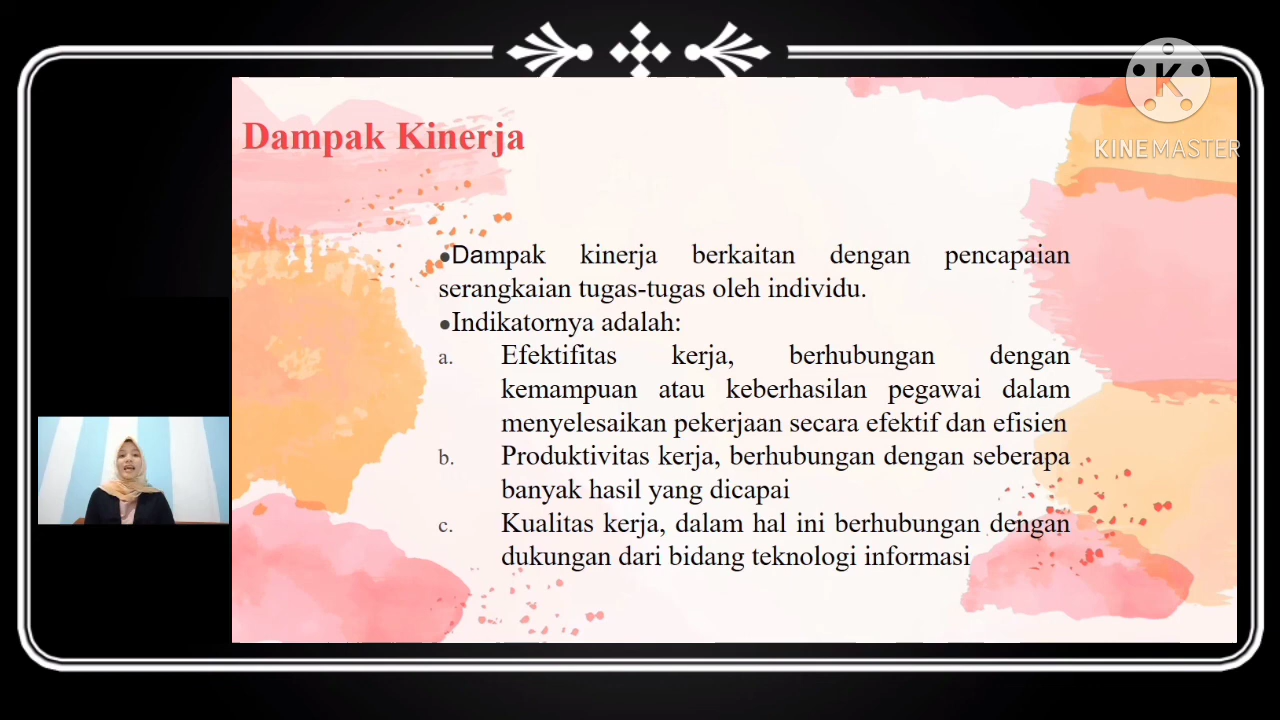 K
KINEMASTER
Dampak Kinerja
●Dampak kinerja berkaitan dengan pencapaian
serangkaian tugas-tugas oleh individu.
●Indikatornya adalah:
a. Efektifitas kerja, berhubungan dengan
kemampuan atau keberhasilan pegawai dalam
menyelesaikan pekerjaan secara efektif dan efisien
b. Produktivitas kerja, berhubungan dengan seberapa
banyak hasil yang dicapai
c. Kualitas kerja, dalam hal ini berhubungan dengan
dukungan dari bidang teknologi informasi